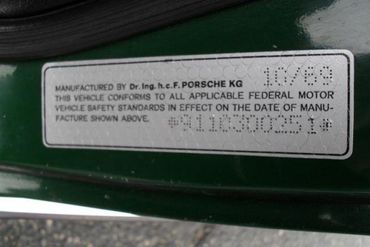 MANUFACTURED BY Dr. Ing. h.c. F. PORSCHE KG 10/69
THIS VEHICLE CONFORMS TO ALL APPLICABLE FEDERAL MOTOR
VEHICLE SAFETY STANDARDS IN EFFECT ON THE DATE OF MANU-
FACTURE SHOWN ABOVE. *9110300251*